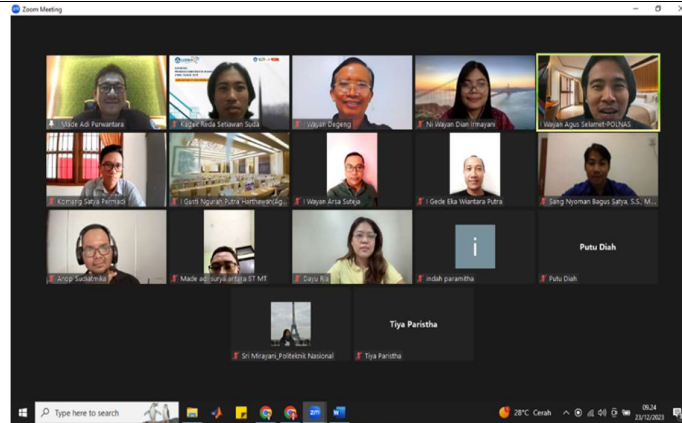 Zoom Meeting
Made Adi Purwantara
Kadek Reda Setiawan Suda
I Wayan Degeng
Ni Wayan Dian Irmayani
I Wayan Agus Selamet-POLNAS
Komang Satya Permadi
I Gusti Ngurah Putra Harthawan(Ag...
I Wayan Arsa Suteja
I Gede Eka Wiantara Putra
Sang Nyoman Bagus Satya, S.S., M...
Anop Sudiatmika
Made adi surya antara ST MT
Dayu Ria
i
indah paramitha
Putu Diah
Putu Diah
Sri Mirayani_Politeknik Nasional
Tiya Paristha
Tiya Paristha
Type here to search
zm
28°C Cerah
09.24
23/12/2023